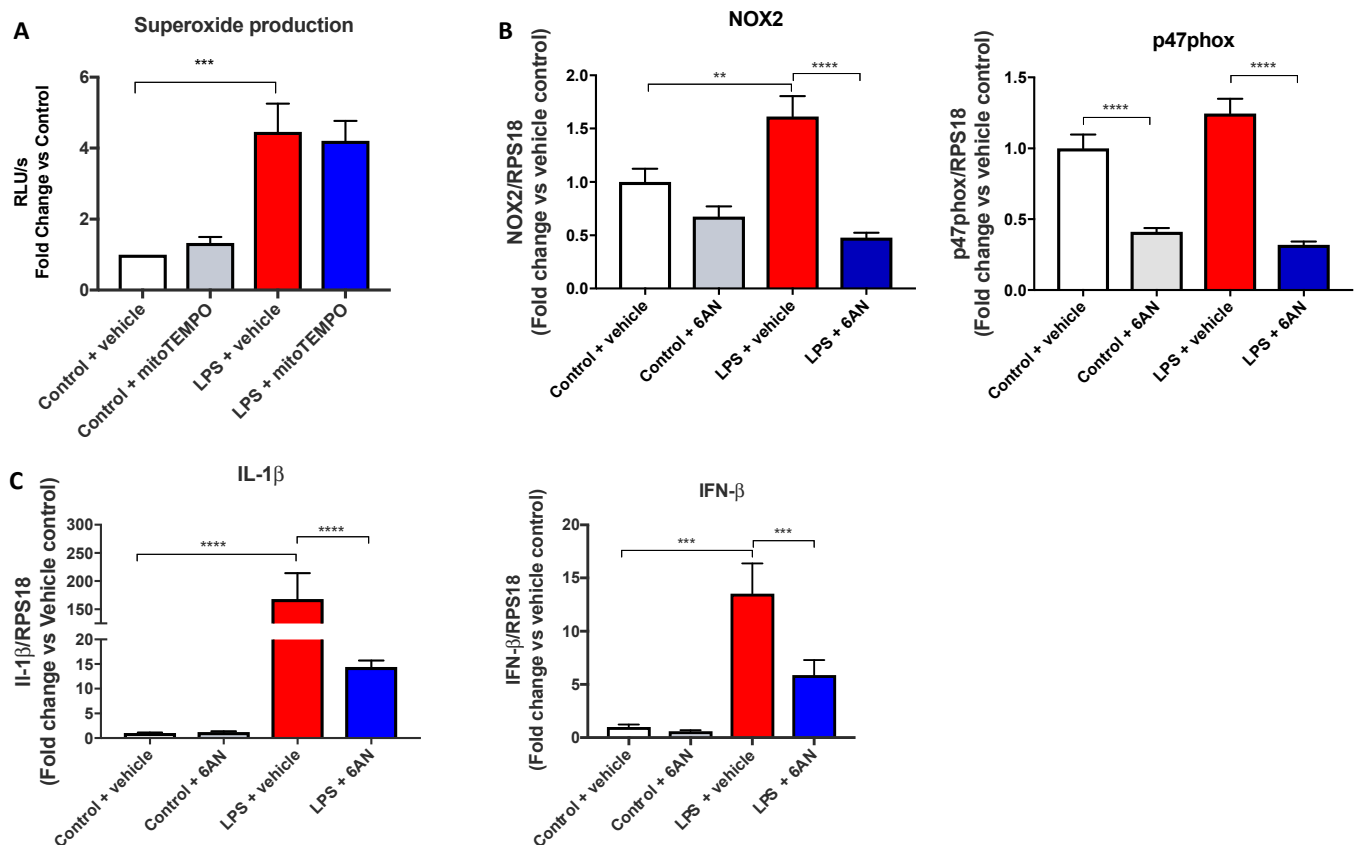 A
Superoxide production
RLU/s
Fold Change vs Control
6
4
2
0
***
Control + vehicle
Control + mitoTEMPO
LPS + vehicle
LPS + mitoTEMPO
B
NOX2
NOX2/RPS18
(Fold change vs vehicle control)
2.0
1.5
1.0
0.5
0.0
**
****
Control + vehicle
Control + 6AN
LPS + vehicle
LPS + 6AN
p47phox
p47phox/RPS18
(Fold change vs vehicle control)
1.5
1.0
0.5
0.0
****
****
Control + vehicle
Control + 6AN
LPS + vehicle
LPS + 6AN
C
IL-1β
Il-1β/RPS18
(Fold change vs Vehicle control)
300
250
200
150
100
20
15
10
5
0
****
****
Control + vehicle
Control + 6AN
LPS + vehicle
LPS + 6AN
IFN-β
IFN-β/RPS18
(Fold change vs vehicle control)
20
15
10
5
0
***
***
Control + vehicle
Control + 6AN
LPS + vehicle
LPS + 6AN